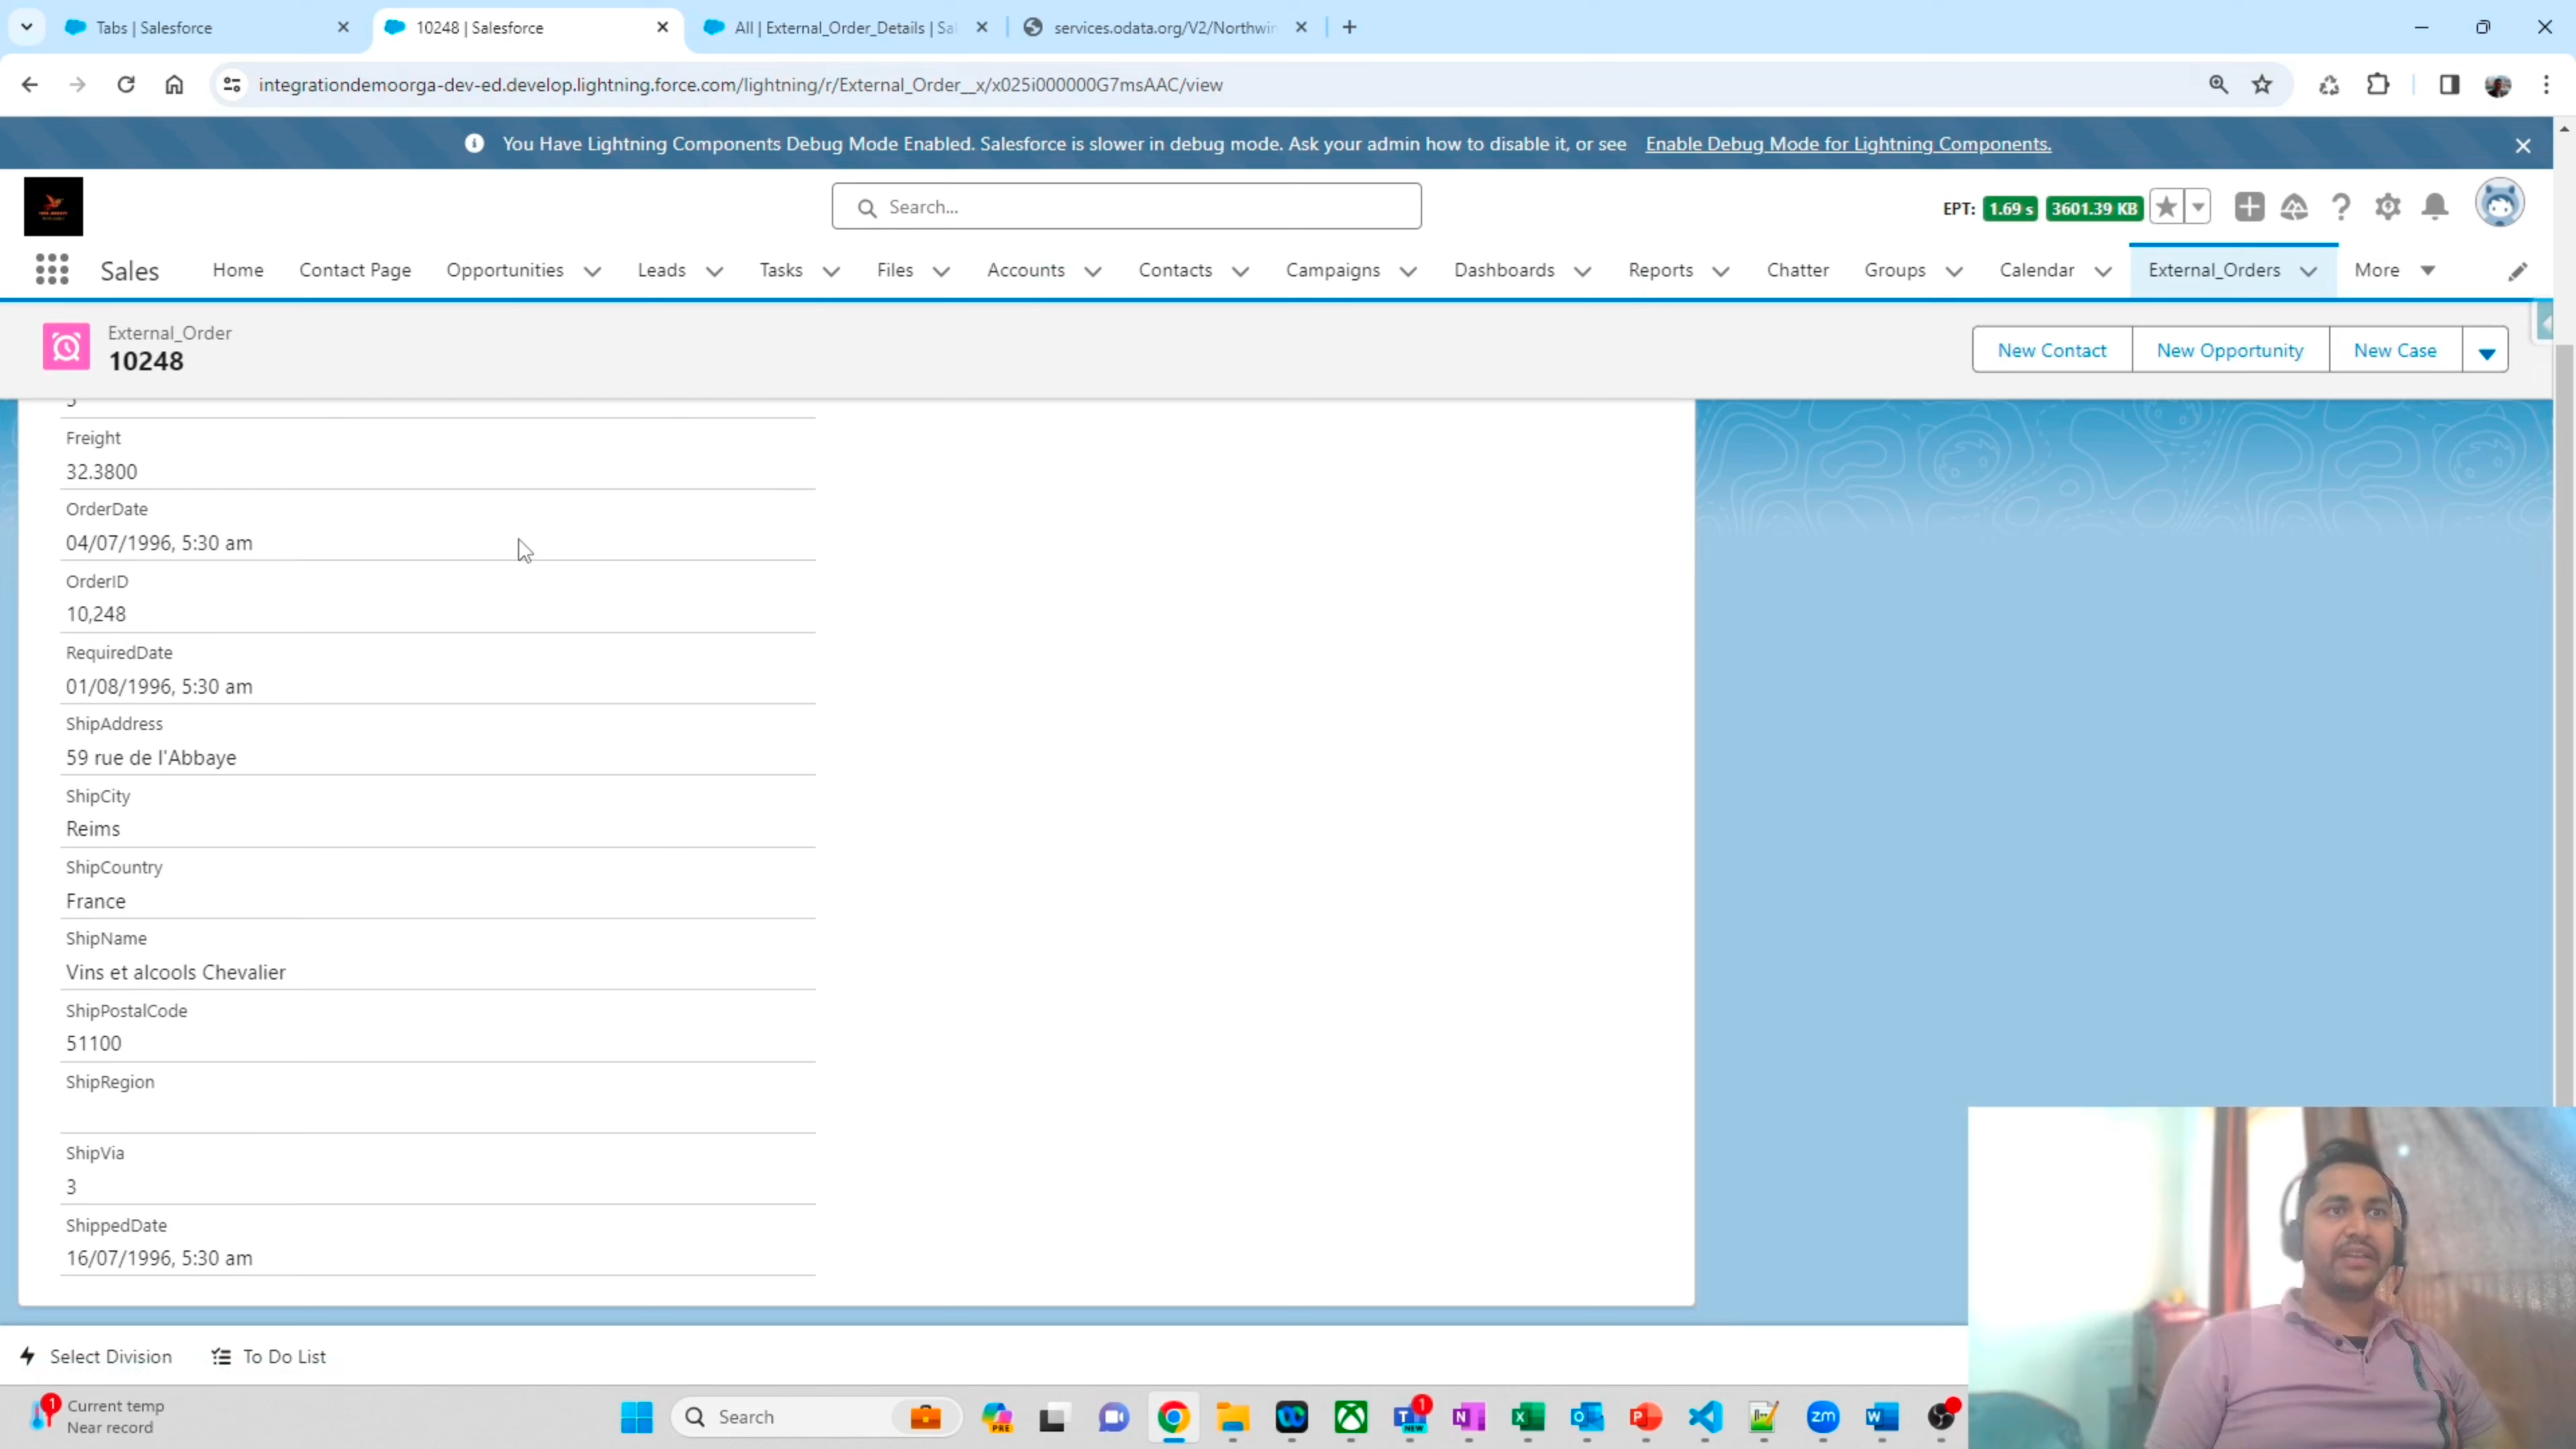 Tabs | Salesforce
10248 | Salesforce
All | External_Order_Details | Sal
services.odata.org/V2/Northwin
integrationdemoorga-dev-ed.develop.lightning.force.com/lightning/r/External_Order__x/x025i000000G7msAAC/view
You Have Lightning Components Debug Mode Enabled. Salesforce is slower in debug mode. Ask your admin how to disable it, or see Enable Debug Mode for Lightning Components.
Search...
EPT: 1.69 s 3601.39 KB
Sales Home Contact Page Opportunities Leads Tasks Files Accounts Contacts Campaigns Dashboards Reports Chatter Groups Calendar External_Orders More
External_Order
10248
New Contact New Opportunity New Case
5
Freight
32.3800
OrderDate
04/07/1996, 5:30 am
OrderID
10,248
RequiredDate
01/08/1996, 5:30 am
ShipAddress
59 rue de l'Abbaye
ShipCity
Reims
ShipCountry
France
ShipName
Vins et alcools Chevalier
ShipPostalCode
51100
ShipRegion
ShipVia
3
ShippedDate
16/07/1996, 5:30 am
Select Division To Do List
1 Current temp
Near record
Search
PRE
1
NEW
zm